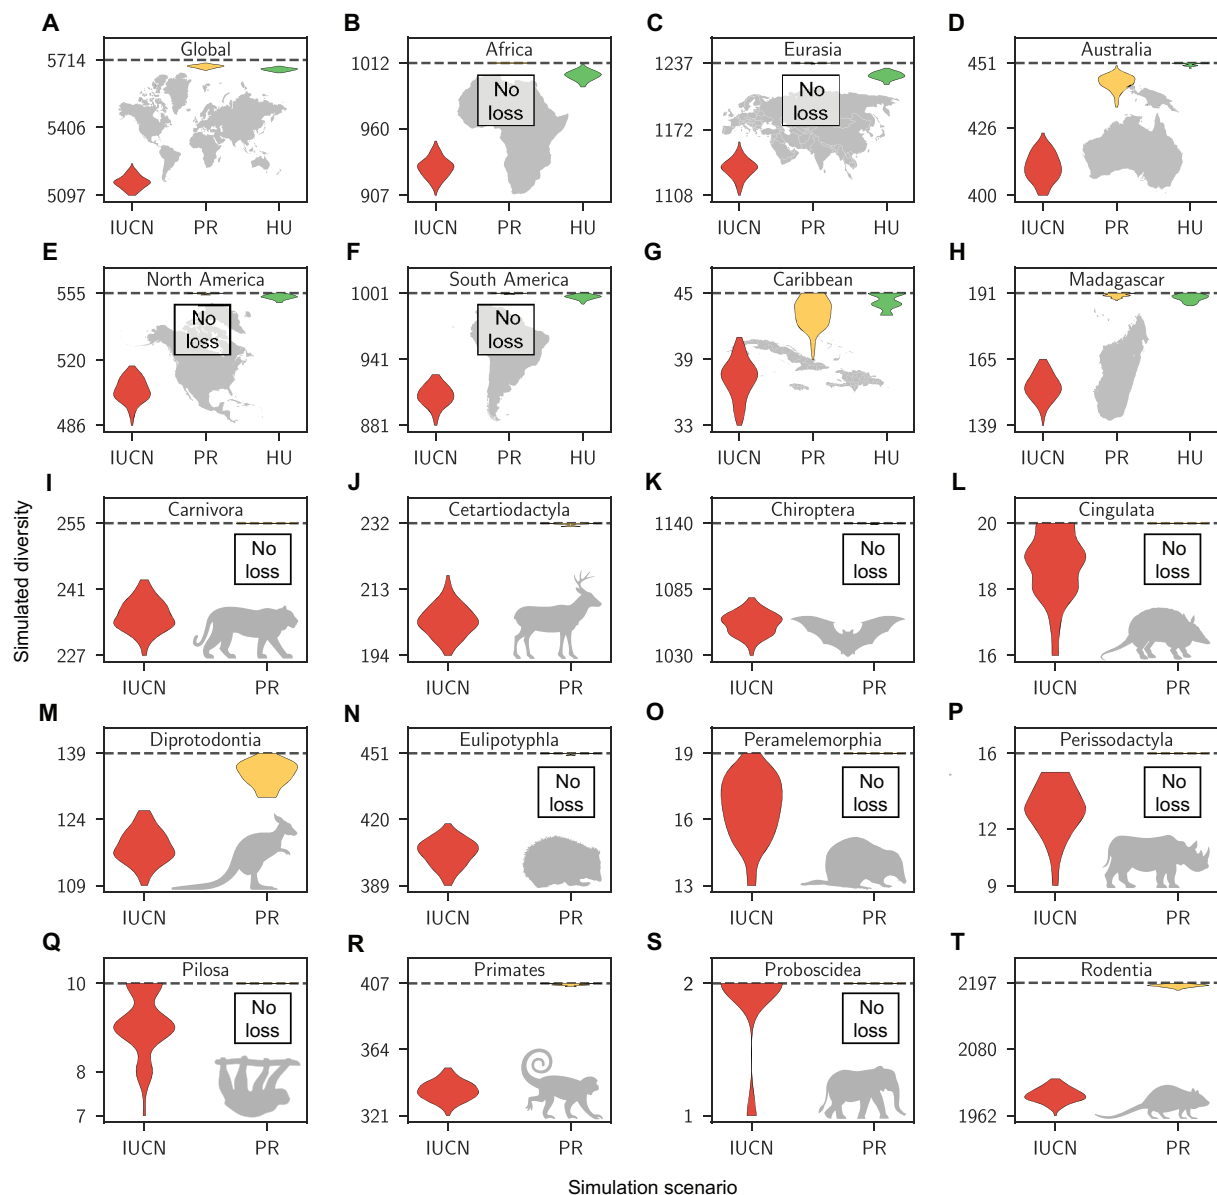 A
Global
5714
5406
5097
IUCN PR HU
B
Africa
1012
960
907
No
loss
IUCN PR HU
C
Eurasia
1237
1172
1108
No
loss
IUCN PR HU
D
Australia
451
426
400
IUCN PR HU
E
North America
555
520
486
No
loss
IUCN PR HU
F
South America
1001
941
881
No
loss
IUCN PR HU
G
Caribbean
45
39
33
IUCN PR HU
H
Madagascar
191
165
139
IUCN PR HU
Simulated diversity
I
Carnivora
255
241
227
No
loss
IUCN PR
J
Cetartiodactyla
232
213
194
IUCN PR
K
Chiroptera
1140
1085
1030
No
loss
IUCN PR
L
Cingulata
20
18
16
No
loss
IUCN PR
M
Diprotodontia
139
124
109
IUCN PR
N
Eulipotyphla
451
420
389
No
loss
IUCN PR
O
Peramelemorphia
19
16
13
No
loss
IUCN PR
P
Perissodactyla
16
12
9
No
loss
IUCN PR
Q
Pilosa
10
8
7
No
loss
IUCN PR
R
Primates
407
364
321
IUCN PR
S
Proboscidea
2
1
No
loss
IUCN PR
T
Rodentia
2197
2080
1962
IUCN PR
Simulation scenario